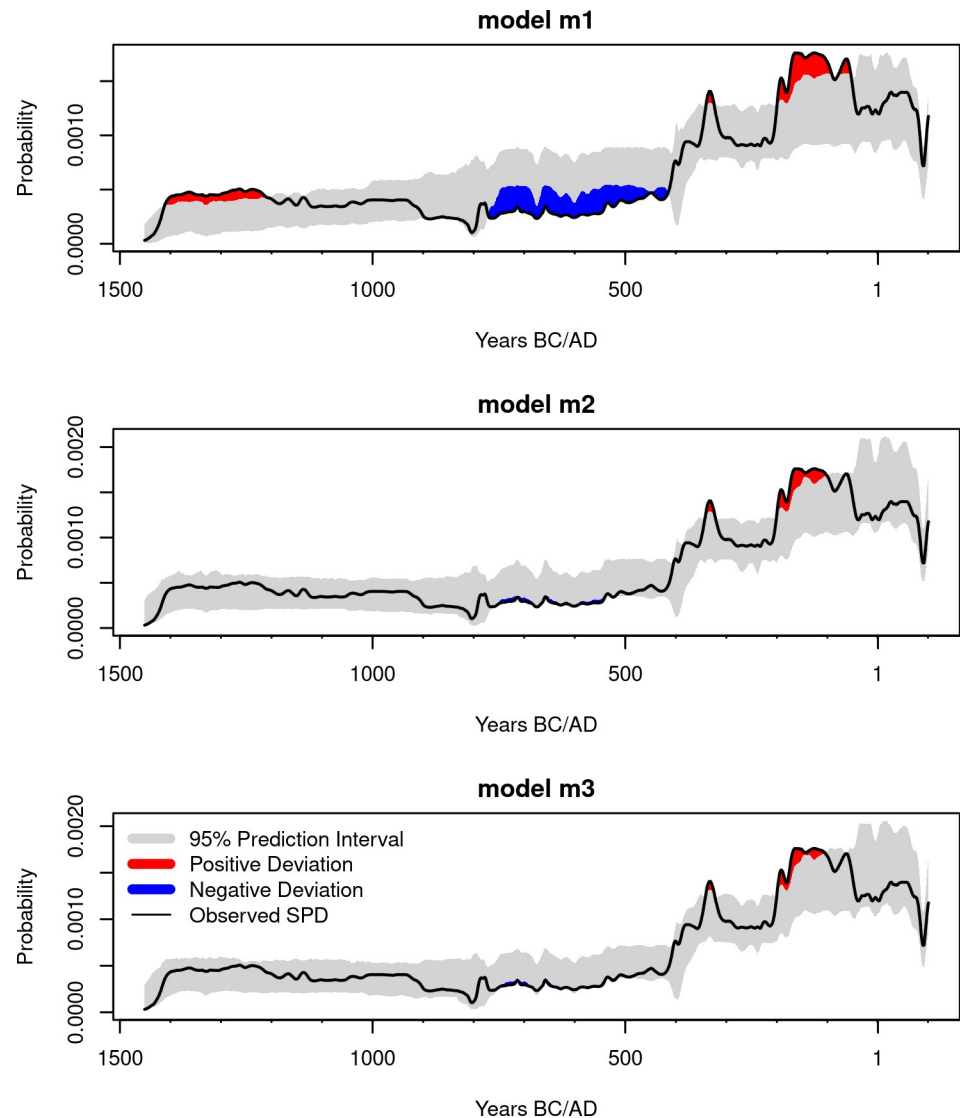 model m1
Probability
0.0000 0.0010
1500 1000 500 1
Years BC/AD
model m2
Probability
0.0000 0.0010 0.0020
1500 1000 500 1
Years BC/AD
model m3
Probability
0.0000 0.0010 0.0020
95% Prediction Interval
Positive Deviation
Negative Deviation
Observed SPD
1500 1000 500 1
Years BC/AD